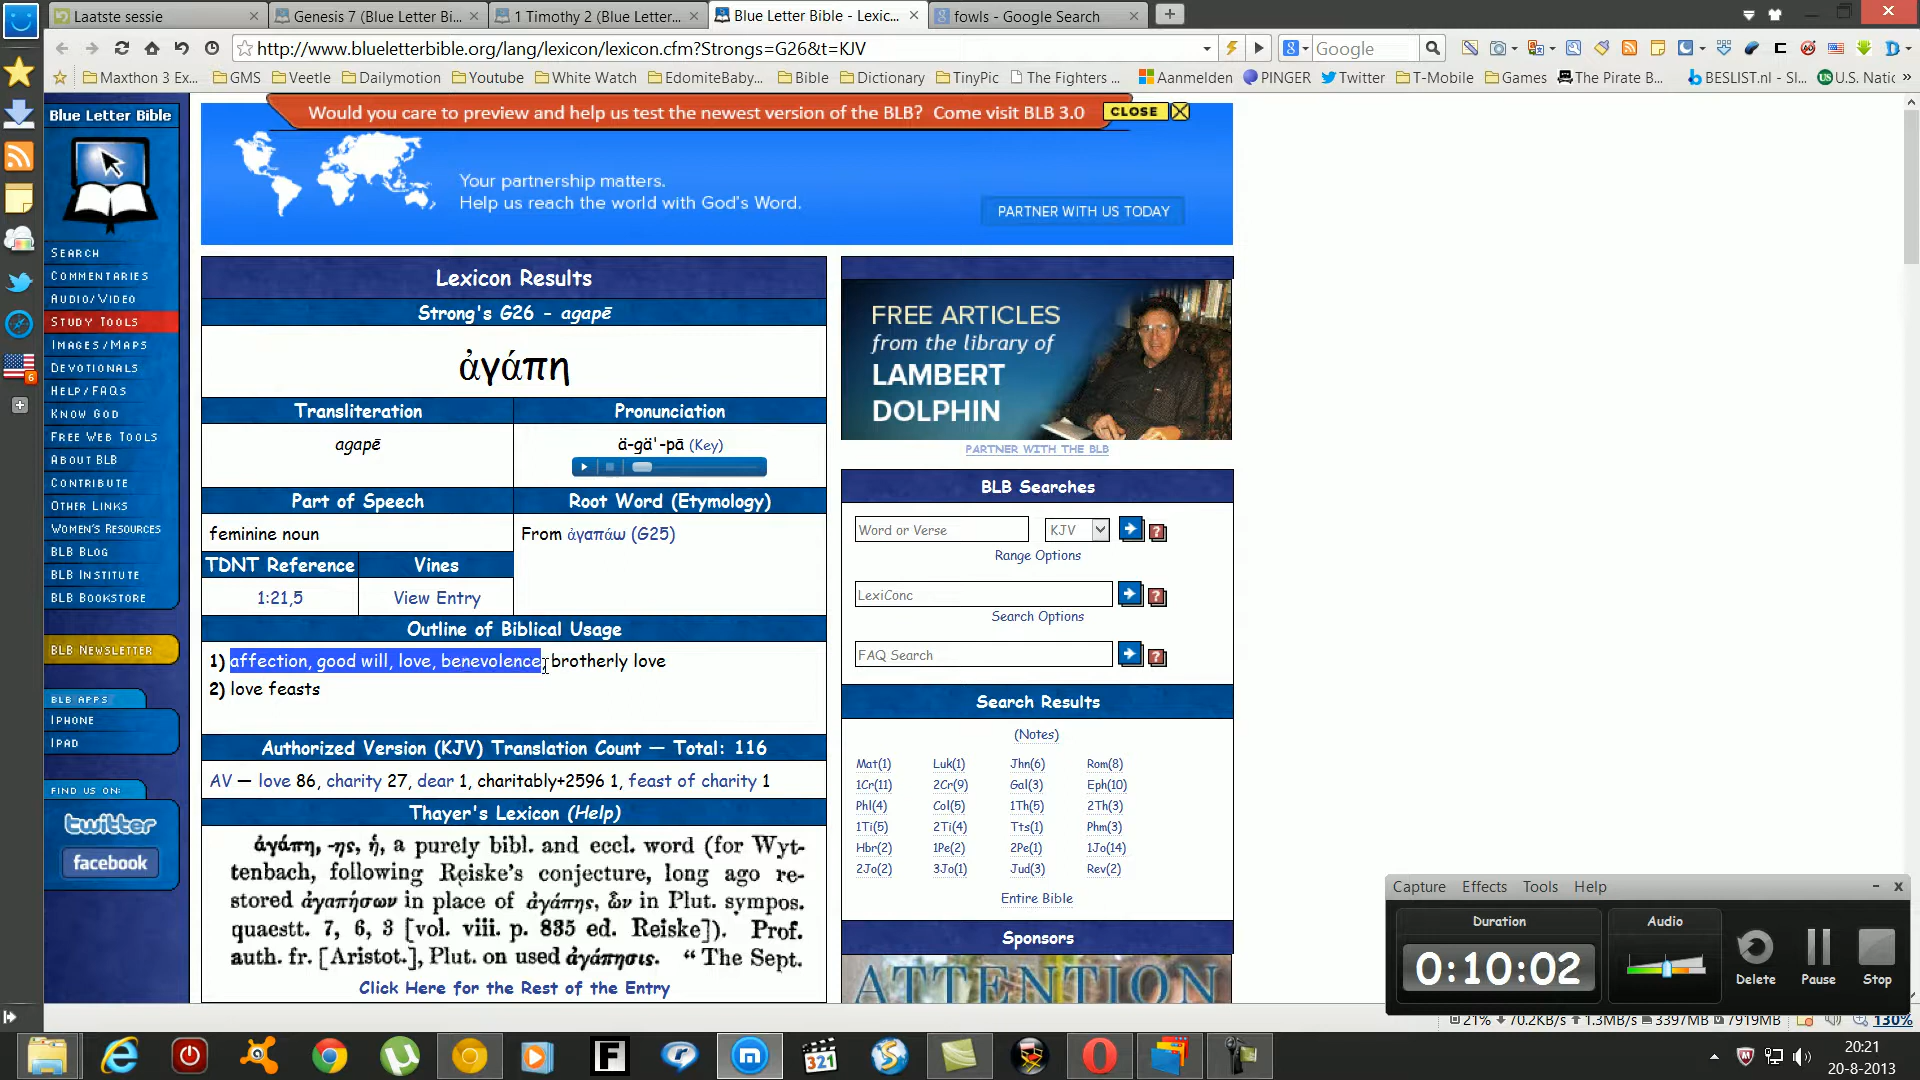 Latiste sessie
Genesis 7 (Blue Letter Bi...
1 Timothy 2 (Blue Letter...
Blue Letter Bible - Lexic...
fowls - Google Search
http://www.blueletterbible.org/lang/lexicon/lexicon.cfm?Strongs=G26&t=KJV
Google
Maxthon 3 Ex...
GMS
Veetle
Dailymotion
Youtube
White Watch
EdomiteBaby...
Bible
Dictionary
TinyPic
The Fighters ...
Aanmelden
PINGER
Twitter
T-Mobile
Games
The Pirate B...
BESLIST.nl - Sl...
U.S. Natic
Blue Letter Bible
Would you care to preview and help us test the newest version of the BLB? Come visit BLB 3.0
CLOSE
Your partnership matters.
Help us reach the world with God's Word.
PARTNER WITH US TODAY
SEARCH
COMMENTARIES
AUDIO/VIDEO
STUDY TOOLS
IMAGES/MAPS
DEVOTIONALS
HELP/FAQS
KNOW GOD
FREE WEB TOOLS
ABOUT BLB
CONTRIBUTE
OTHER LINKS
WOMEN'S RESOURCES
BLB BLOG
BLB INSTITUTE
BLB BOOKSTORE
BLB NEWSLETTER
BLB APPS
IPHONE
IPAD
FIND US ON:
twitter
facebook
Lexicon Results
Strong's G26 - agapē
ἀγάπη
Transliteration
Pronunciation
agapē
ä-gä'-pā (Key)
Part of Speech
Root Word (Etymology)
feminine noun
From ἀγαπάω (G25)
TDNT Reference
Vines
1:21,5
View Entry
Outline of Biblical Usage
1) affection, good will, love, benevolence, brotherly love
2) love feasts
Authorized Version (KJV) Translation Count — Total: 116
AV — love 86, charity 27, dear 1, charitably+2596 1, feast of charity 1
Thayer's Lexicon (Help)
ἀγάπη, -ης, ἡ, a purely bibl. and eccl. word (for Wyt-
tenbach, following Reiske's conjecture, long ago re-
stored ἀγαπήσων in place of ἀγάπης, ὧν in Plut. sympos.
quaestt. 7, 6, 3 [vol. viii. p. 835 ed. Reiske]). Prof.
auth. fr. [Aristot.], Plut. on used ἀγάπησις. "The Sept.
Click Here for the Rest of the Entry
FREE ARTICLES
from the library of
LAMBERT
DOLPHIN
PARTNER WITH THE BLB
BLB Searches
Word or Verse
KJV
Range Options
LexiConc
Search Options
FAQ Search
Search Results
(Notes)
Mat(1) Luk(1) Jhn(6) Rom(8)
1Cr(11) 2Cr(9) Gal(3) Eph(10)
Phl(4) Col(5) 1Th(5) 2Th(3)
1Ti(5) 2Ti(4) Tts(1) Phm(3)
Hbr(2) 1Pe(2) 2Pe(1) 1Jo(14)
2Jo(2) 3Jo(1) Jud(3) Rev(2)
Entire Bible
Sponsors
ATTENTION
Capture Effects Tools Help
Duration
Audio
0:10:02
Delete
Pause
Stop
21% 70.2KB/s 1.3MB/s 3397MB 7919MB
130%
6
321
F
20:21
20-8-2013